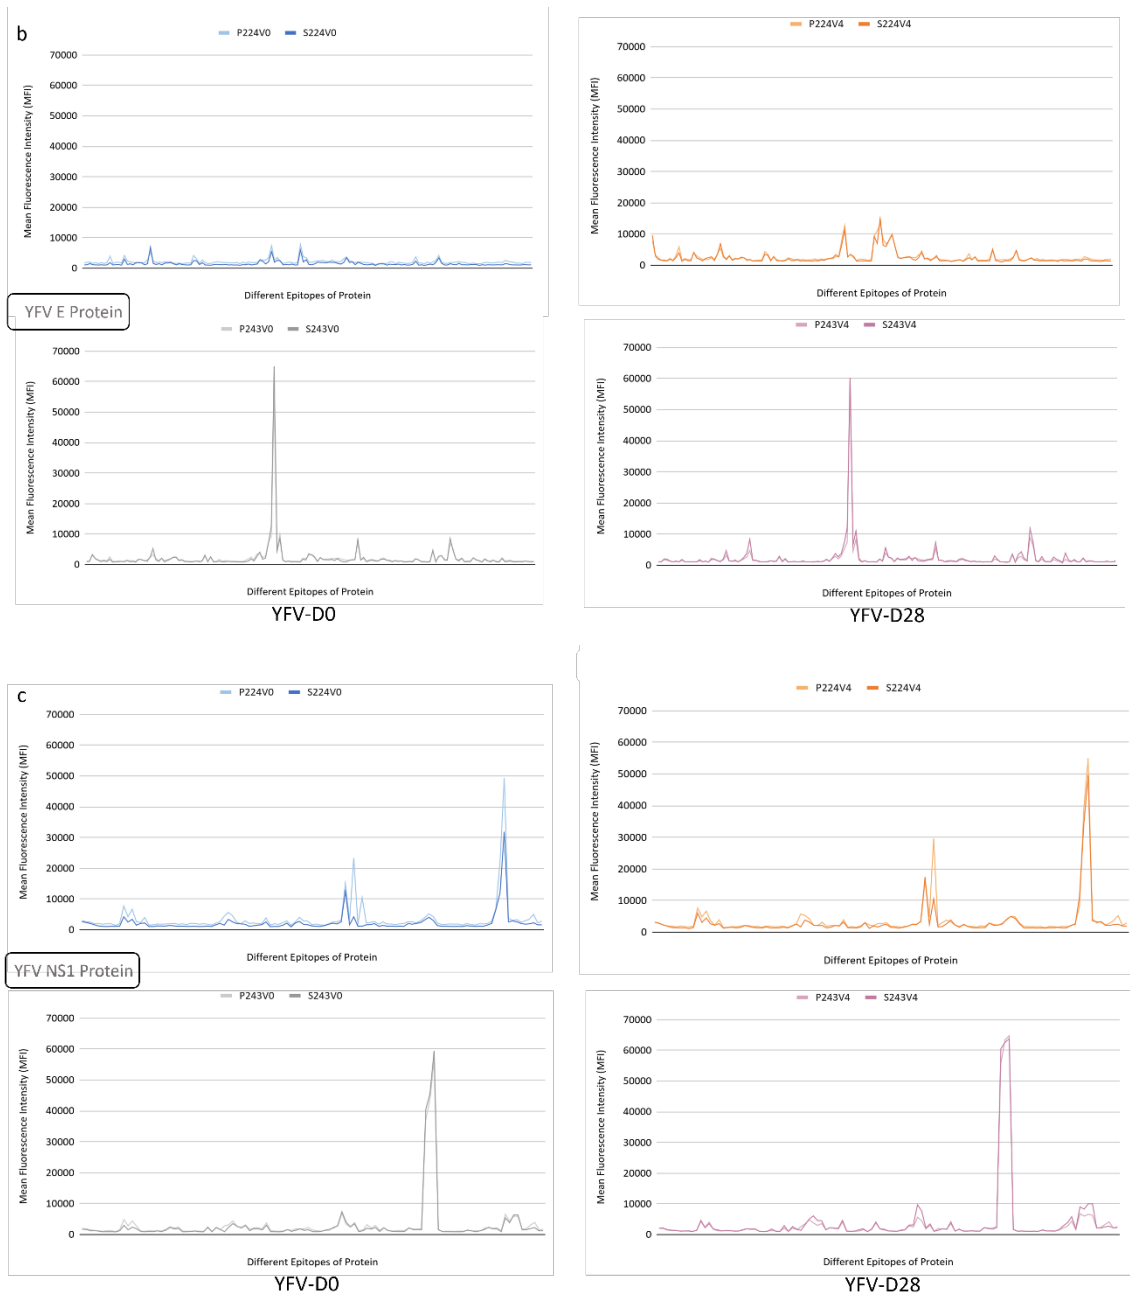 b
P224V0 S224V0
70000
60000
50000
40000
30000
20000
10000
0
Mean Fluorescence Intensity (MFI)
Different Epitopes of Protein
P224V4 S224V4
70000
60000
50000
40000
30000
20000
10000
0
Mean Fluorescence Intensity (MFI)
Different Epitopes of Protein
YFV E Protein
P243V0 S243V0
70000
60000
50000
40000
30000
20000
10000
0
Mean Fluorescence Intensity (MFI)
Different Epitopes of Protein
YFV-D0
P243V4 S243V4
70000
60000
50000
40000
30000
20000
10000
0
Mean Fluorescence Intensity (MFI)
Different Epitopes of Protein
YFV-D28
c
P224V0 S224V0
70000
60000
50000
40000
30000
20000
10000
0
Mean Fluorescence Intensity (MFI)
Different Epitopes of Protein
P224V4 S224V4
70000
60000
50000
40000
30000
20000
10000
0
Mean Fluorescence Intensity (MFI)
Different Epitopes of Protein
YFV NS1 Protein
P243V0 S243V0
70000
60000
50000
40000
30000
20000
10000
0
Mean Fluorescence Intensity (MFI)
Different Epitopes of Protein
YFV-D0
P243V4 S243V4
70000
60000
50000
40000
30000
20000
10000
0
Mean Fluorescence Intensity (MFI)
Different Epitopes of Protein
YFV-D28